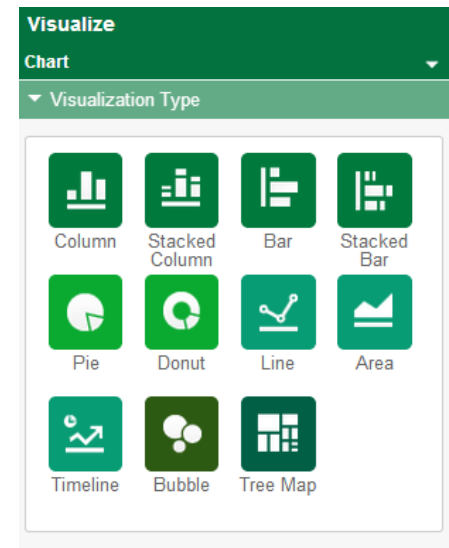 Visualize
Chart
Visualization Type
Column
Stacked
Column
Bar
Stacked
Bar
Pie
Donut
Line
Area
Timeline
Bubble
Tree Map